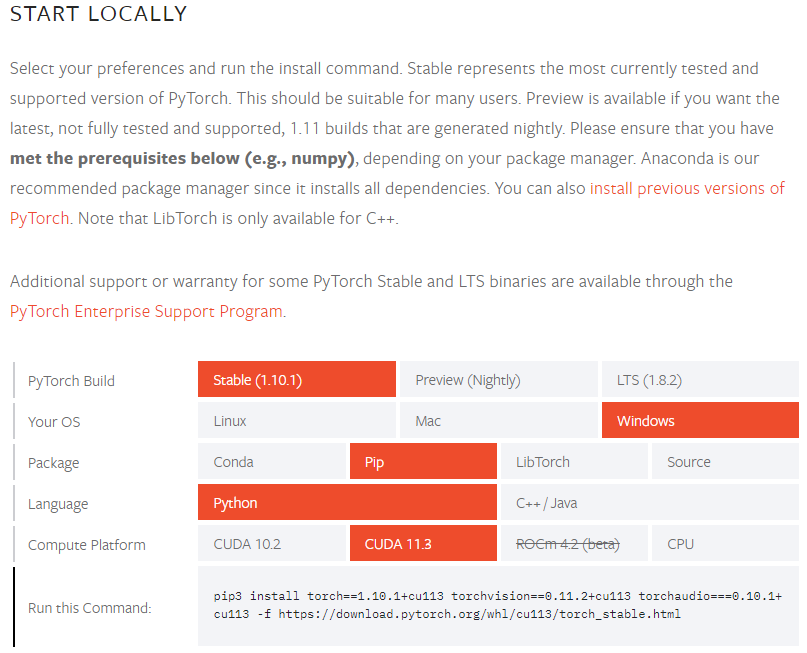 START LOCALLY
Select your preferences and run the install command. Stable represents the most currently tested and
supported version of PyTorch. This should be suitable for many users. Preview is available if you want the
latest, not fully tested and supported, 1.11 builds that are generated nightly. Please ensure that you have
met the prerequisites below (e.g., numpy), depending on your package manager. Anaconda is our
recommended package manager since it installs all dependencies. You can also install previous versions of
PyTorch. Note that LibTorch is only available for C++.
Additional support or warranty for some PyTorch Stable and LTS binaries are available through the
PyTorch Enterprise Support Program.
PyTorch Build Stable (1.10.1) Preview (Nightly) LTS (1.8.2)
Your OS Linux Mac Windows
Package Conda Pip LibTorch Source
Language Python C++ / Java
Compute Platform CUDA 10.2 CUDA 11.3 ROCm 4.2 (beta) CPU
Run this Command:
pip3 install torch==1.10.1+cu113 torchvision==0.11.2+cu113 torchaudio===0.10.1+
cu113 -f https://download.pytorch.org/whl/cu113/torch_stable.html